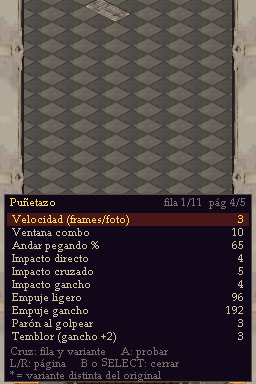 Puñetazo fila 1/11 pág 4/5
Velocidad (frames/foto) 3
Ventana combo 10
Andar pegando % 65
Impacto directo 4
Impacto cruzado 5
Impacto gancho 4
Empuje ligero 96
Empuje gancho 192
Parón al golpear 3
Temblor (gancho +2) 3
Cruz: fila y variante A: probar
L/R: página B o SELECT: cerrar
* = variante distinta del original